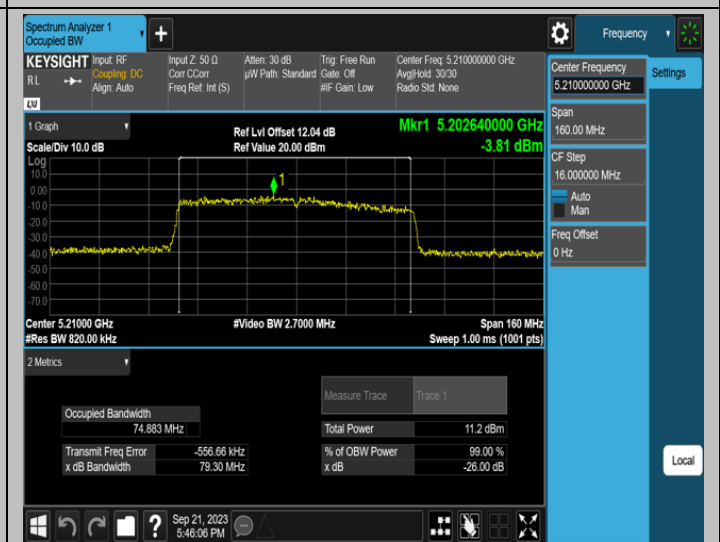 Spectrum Analyzer 1
Occupied BW
Frequency
KEYSIGHT
R L
LXI
Input: RF
Coupling: DC
Align: Auto
Input Z: 50 Ω
Corr CCorr
Freq Ref: Int (S)
Atten: 30 dB
µW Path: Standard
Trig: Free Run
Gate: Off
#IF Gain: Low
Center Freq: 5.210000000 GHz
Avg|Hold: 30/30
Radio Std: None
1 Graph
Scale/Div 10.0 dB
Ref Lvl Offset 12.04 dB
Ref Value 20.00 dBm
Mkr1 5.202640000 GHz
-3.81 dBm
Log
10.0
0.00
-10.0
-20.0
-30.0
-40.0
-50.0
-60.0
-70.0
1
Center 5.21000 GHz
#Res BW 820.00 kHz
#Video BW 2.7000 MHz
Span 160 MHz
Sweep 1.00 ms (1001 pts)
2 Metrics
Measure Trace
Trace 1
Occupied Bandwidth
74.883 MHz
Total Power
11.2 dBm
Transmit Freq Error
-556.66 kHz
% of OBW Power
99.00 %
x dB Bandwidth
79.30 MHz
x dB
-26.00 dB
Center Frequency
5.210000000 GHz
Settings
Span
160.00 MHz
CF Step
16.000000 MHz
Auto
Man
Freq Offset
0 Hz
Local
?
Sep 21, 2023
5:46:06 PM